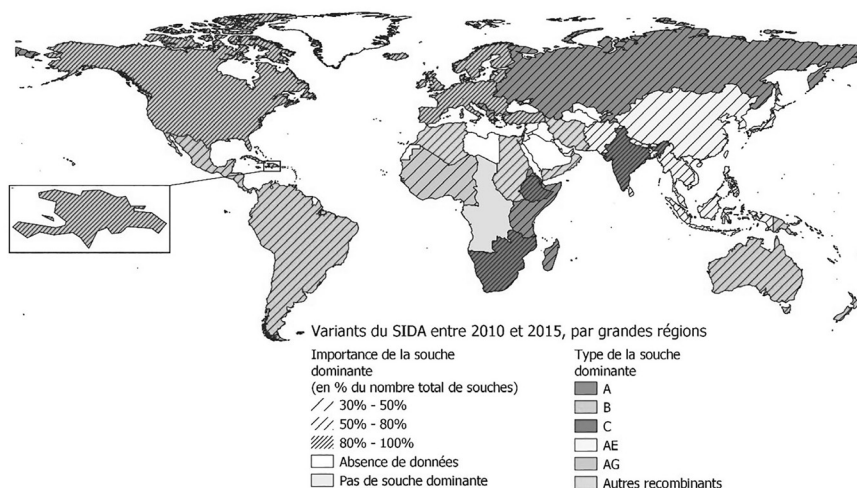 Variants du SIDA entre 2010 et 2015, par grandes régions
Importance de la souche
dominante
(en % du nombre total de souches)
30% - 50%
50% - 80%
80% - 100%
Absence de données
Pas de souche dominante
Type de la souche
dominante
A
B
C
AE
AG
Autres recombinants